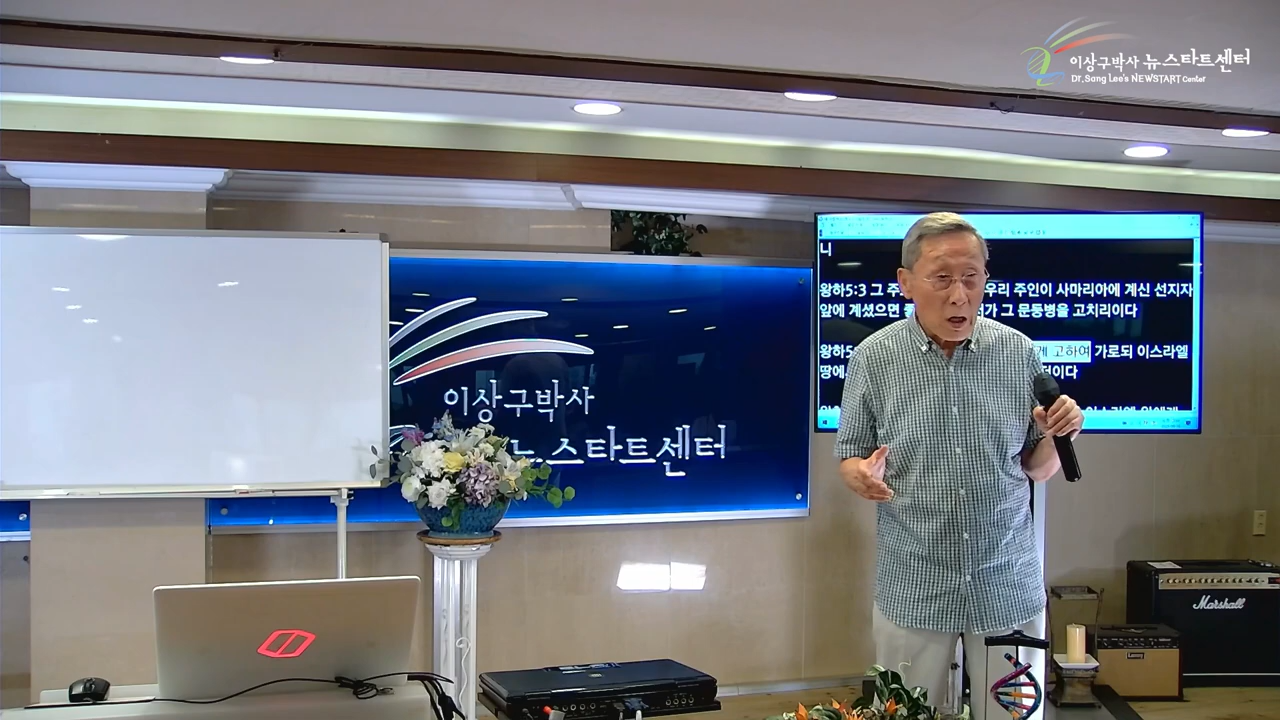 이상구박사 뉴스타트센터
Dr.Sang Lee's NEWSTART Center
니
왕하5:3 그 주 우리 주인이 사마리아에 계신 선지자
앞에 계셨으면 그 문둥병을 고치리이다
왕하5 게 고하여 가로되 이스라엘
땅에
이상구박사
뉴스타트센터
Marshall
Laney